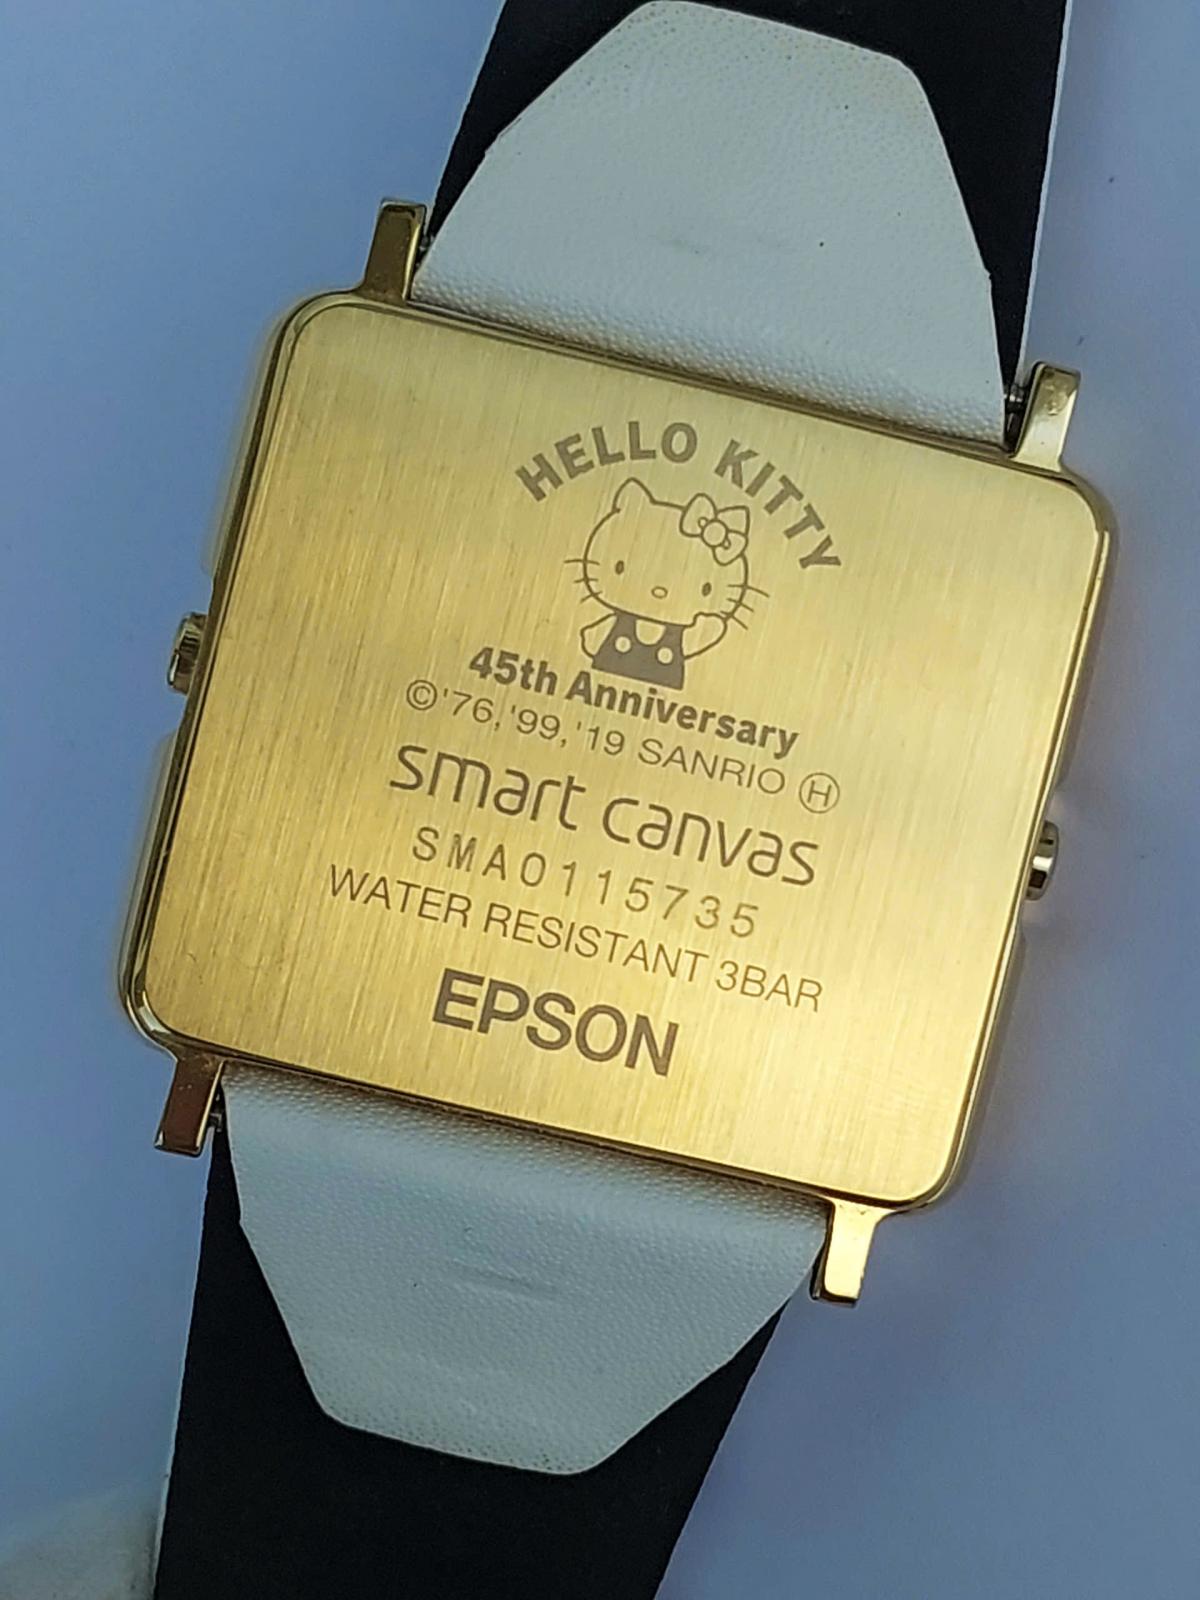 HELLO KITTY
45th Anniversary
©'76,'99,'19 SANRIO Ⓗ
smart canvas
SMA0115735
WATER RESISTANT 3BAR
EPSON